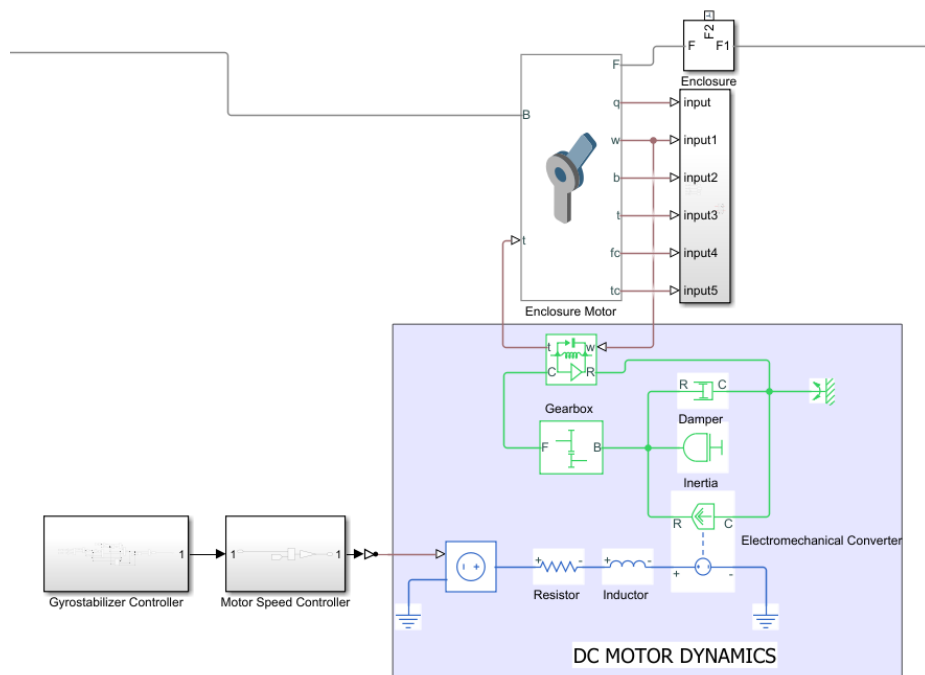 F2
F F1
Enclosure
F
q
w
b
t
fc
tc
B
t
input
input1
input2
input3
input4
input5
Enclosure Motor
t w
C R
Gearbox
F B
R C
Damper
Inertia
R C
Electromechanical Converter
+ -
Resistor
+ -
Inductor
+ -
1
Gyrostabilizer Controller
1 1
Motor Speed Controller
DC MOTOR DYNAMICS